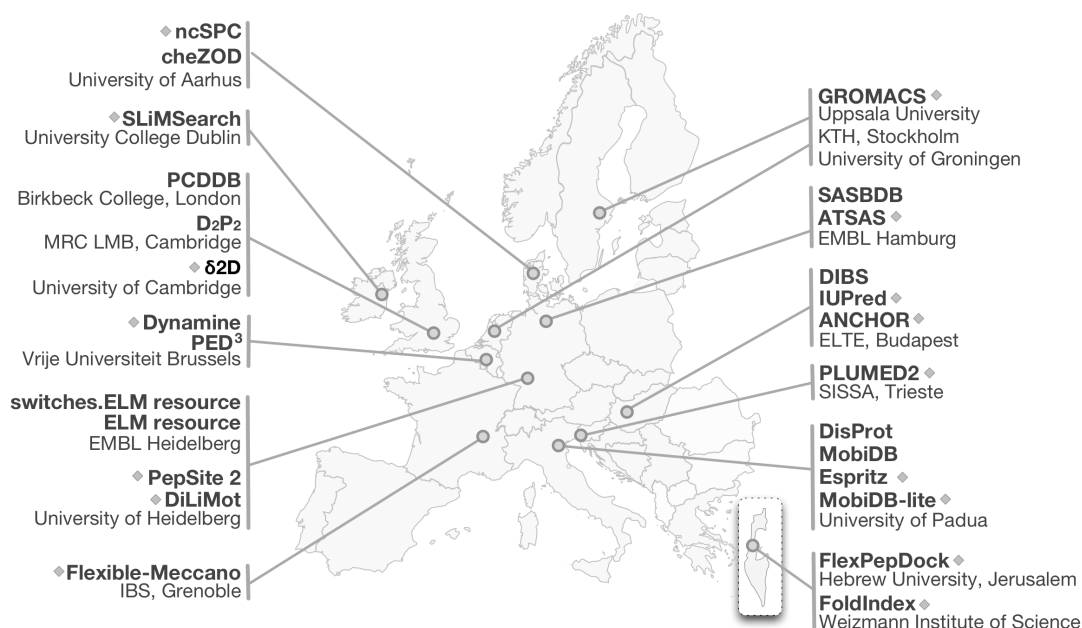 ncSPC
cheZOD
University of Aarhus
SLiMSearch
University College Dublin
PCDDB
Birkbeck College, London
D2P2
MRC LMB, Cambridge
δ2D
University of Cambridge
Dynamine
PED³
Vrije Universiteit Brussels
switches.ELM resource
ELM resource
EMBL Heidelberg
PepSite 2
DiLiMot
University of Heidelberg
Flexible-Meccano
IBS, Grenoble
GROMACS
Uppsala University
KTH, Stockholm
University of Groningen
SASBDB
ATSAS
EMBL Hamburg
DIBS
IUPred
ANCHOR
ELTE, Budapest
PLUMED2
SISSA, Trieste
DisProt
MobiDB
Espritz
MobiDB-lite
University of Padua
FlexPepDock
Hebrew University, Jerusalem
FoldIndex
Weizmann Institute of Science